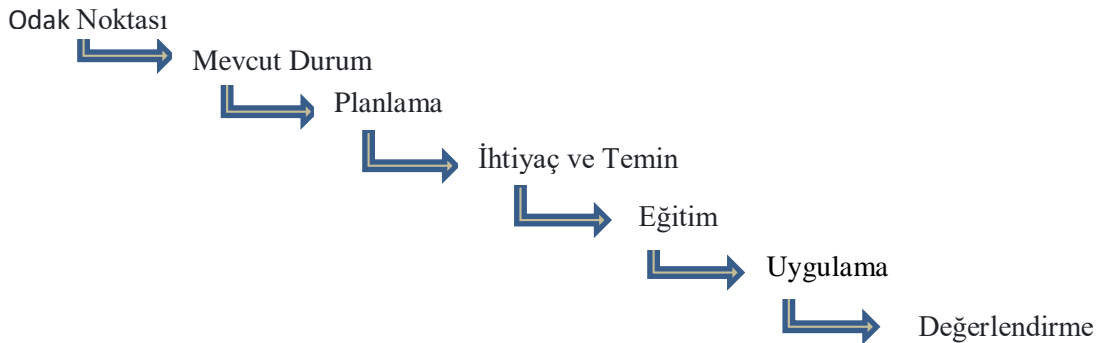 Odak Noktası
Mevcut Durum
Planlama
İhtiyaç ve Temin
Eğitim
Uygulama
Değerlendirme